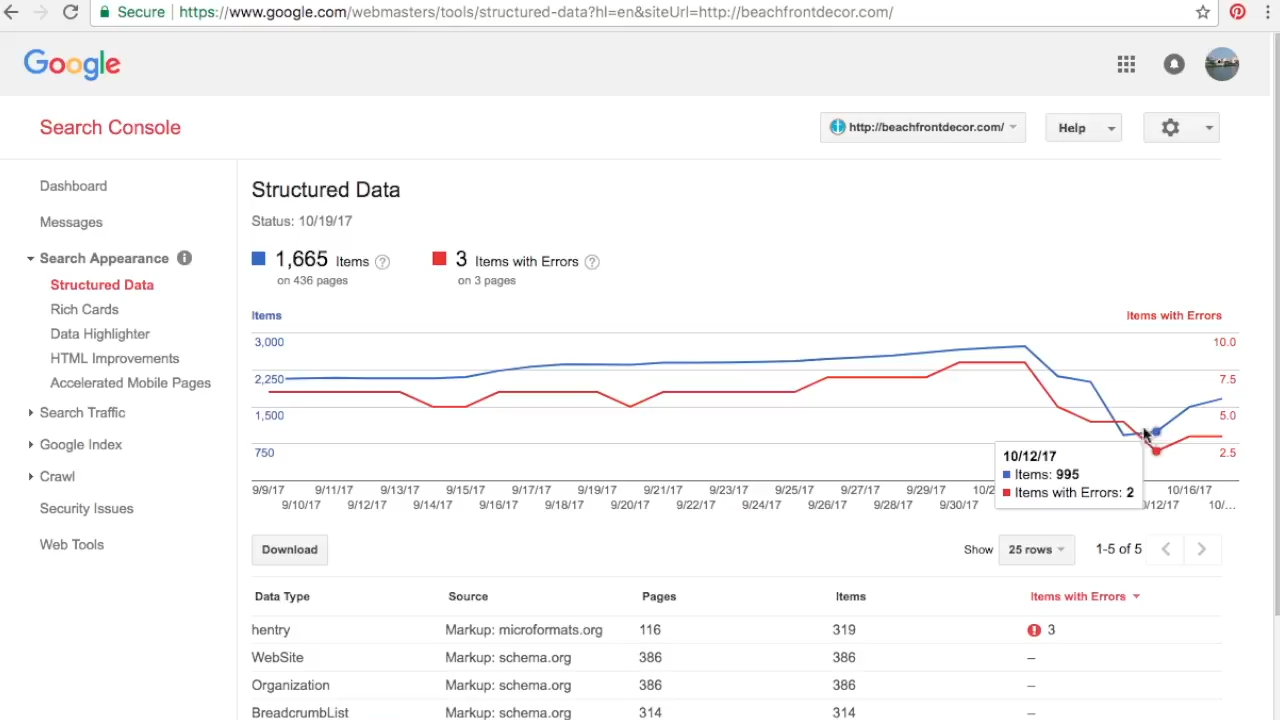 Secure https://www.google.com/webmasters/tools/structured-data?hl=en&siteUrl=http://beachfrontdecor.com/
Google
Search Console
http://beachfrontdecor.com/ Help
Dashboard
Messages
Search Appearance
Structured Data
Rich Cards
Data Highlighter
HTML Improvements
Accelerated Mobile Pages
Search Traffic
Google Index
Crawl
Security Issues
Web Tools
Structured Data
Status: 10/19/17
1,665 Items ? 3 Items with Errors ?
on 436 pages on 3 pages
Items Items with Errors
3,000 10.0
2,250 7.5
1,500 5.0
750 2.5
10/12/17
Items: 995
Items with Errors: 2
9/9/17 9/11/17 9/13/17 9/15/17 9/17/17 9/19/17 9/21/17 9/23/17 9/25/17 9/27/17 9/29/17 10/16/17
9/10/17 9/12/17 9/14/17 9/16/17 9/18/17 9/20/17 9/22/17 9/24/17 9/26/17 9/28/17 9/30/17 10/...
Download Show 25 rows 1-5 of 5
Data Type Source Pages Items Items with Errors
hentry Markup: microformats.org 116 319 3
WebSite Markup: schema.org 386 386 –
Organization Markup: schema.org 386 386 –
BreadcrumbList Markup: schema.org 314 314 –